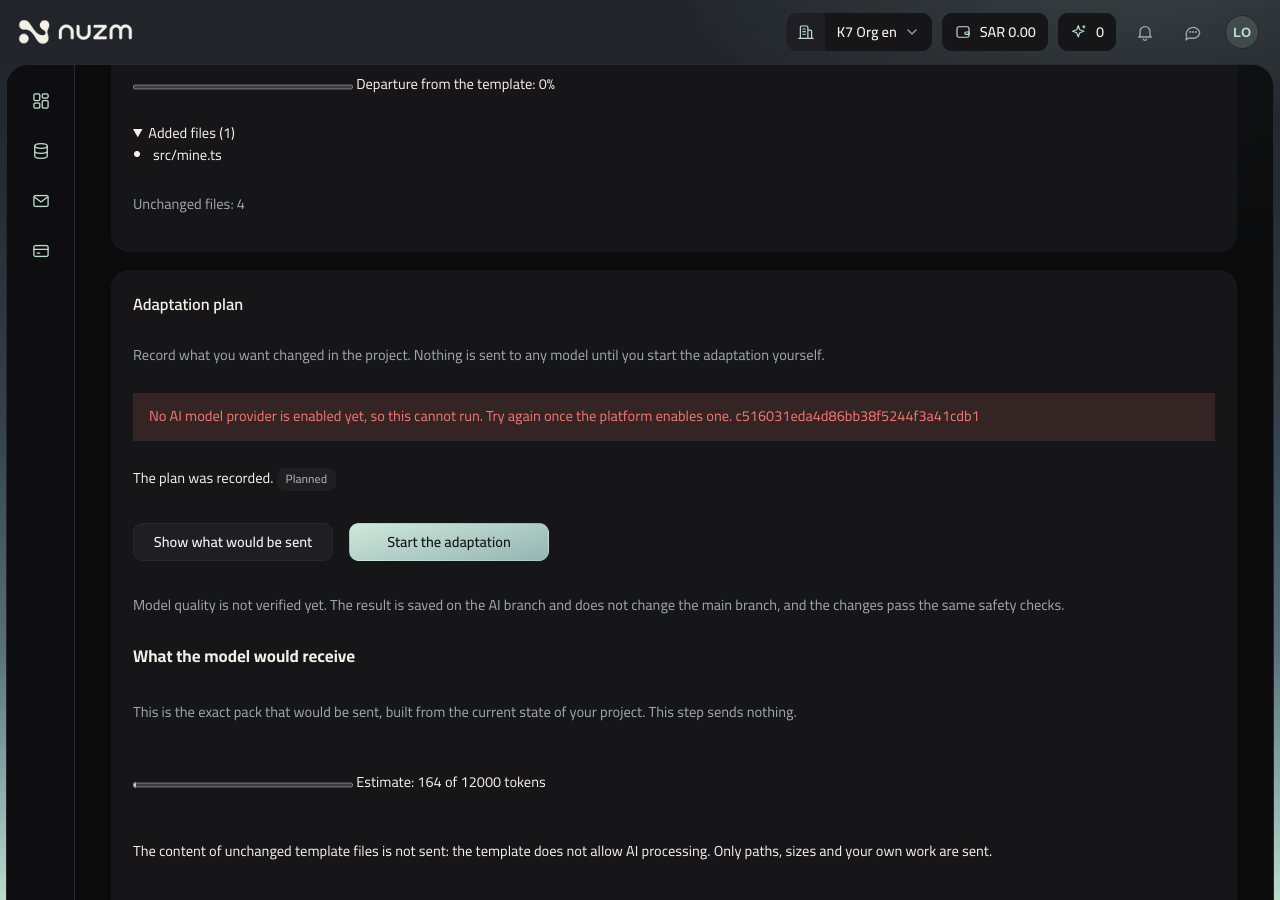 nuzm
K7 Org en
SAR 0.00
0
LO
Departure from the template: 0%
Added files (1)
src/mine.ts
Unchanged files: 4
Adaptation plan
Record what you want changed in the project. Nothing is sent to any model until you start the adaptation yourself.
No AI model provider is enabled yet, so this cannot run. Try again once the platform enables one. c516031eda4d86bb38f5244f3a41cdb1
The plan was recorded. Planned
Show what would be sent
Start the adaptation
Model quality is not verified yet. The result is saved on the AI branch and does not change the main branch, and the changes pass the same safety checks.
What the model would receive
This is the exact pack that would be sent, built from the current state of your project. This step sends nothing.
Estimate: 164 of 12000 tokens
The content of unchanged template files is not sent: the template does not allow AI processing. Only paths, sizes and your own work are sent.